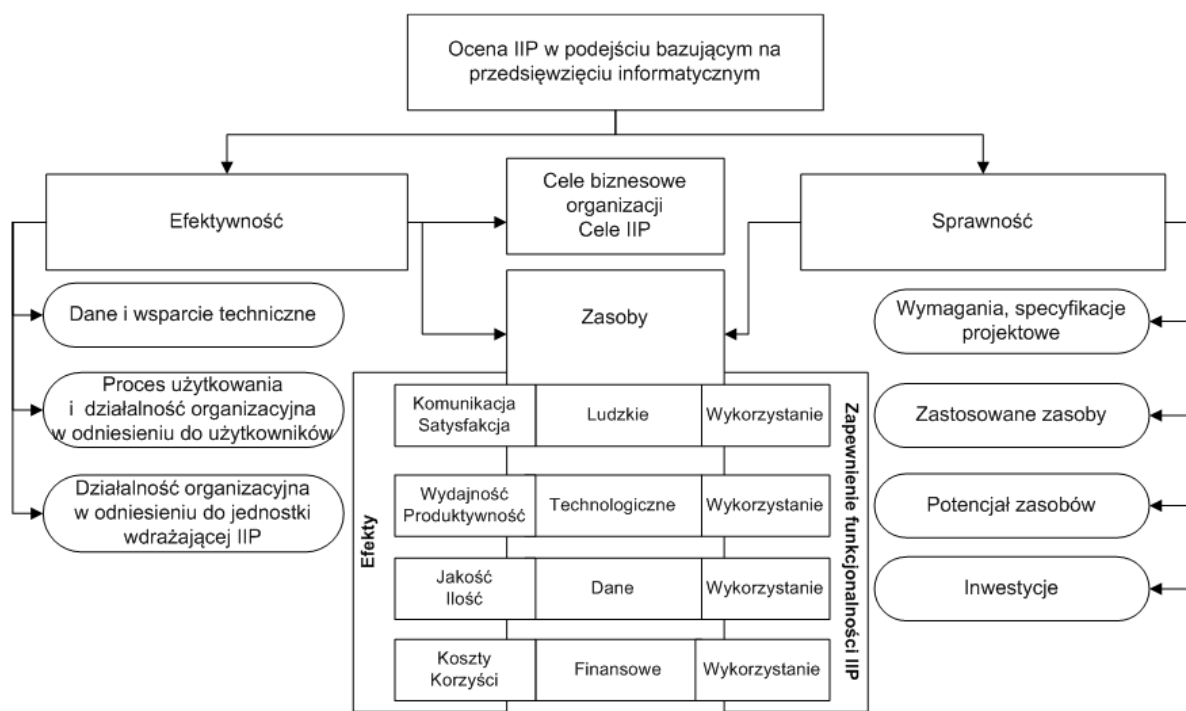 Ocena IIP w podejściu bazującym na
przedsięwzięciu informatycznym
Efektywność
Cele biznesowe
organizacji
Cele IIP
Sprawność
Dane i wsparcie techniczne
Proces użytkowania
i działalność organizacyjna
w odniesieniu do użytkowników
Działalność organizacyjna
w odniesieniu do jednostki
wdrażającej IIP
Zasoby
Efekty
Komunikacja
Satysfakcja
Ludzkie
Wykorzystanie
Wydajność
Produktywność
Technologiczne
Wykorzystanie
Jakość
Ilość
Dane
Wykorzystanie
Koszty
Korzyści
Finansowe
Wykorzystanie
Zapewnienie funkcjonalności IIP
Wymagania, specyfikacje
projektowe
Zastosowane zasoby
Potencjał zasobów
Inwestycje